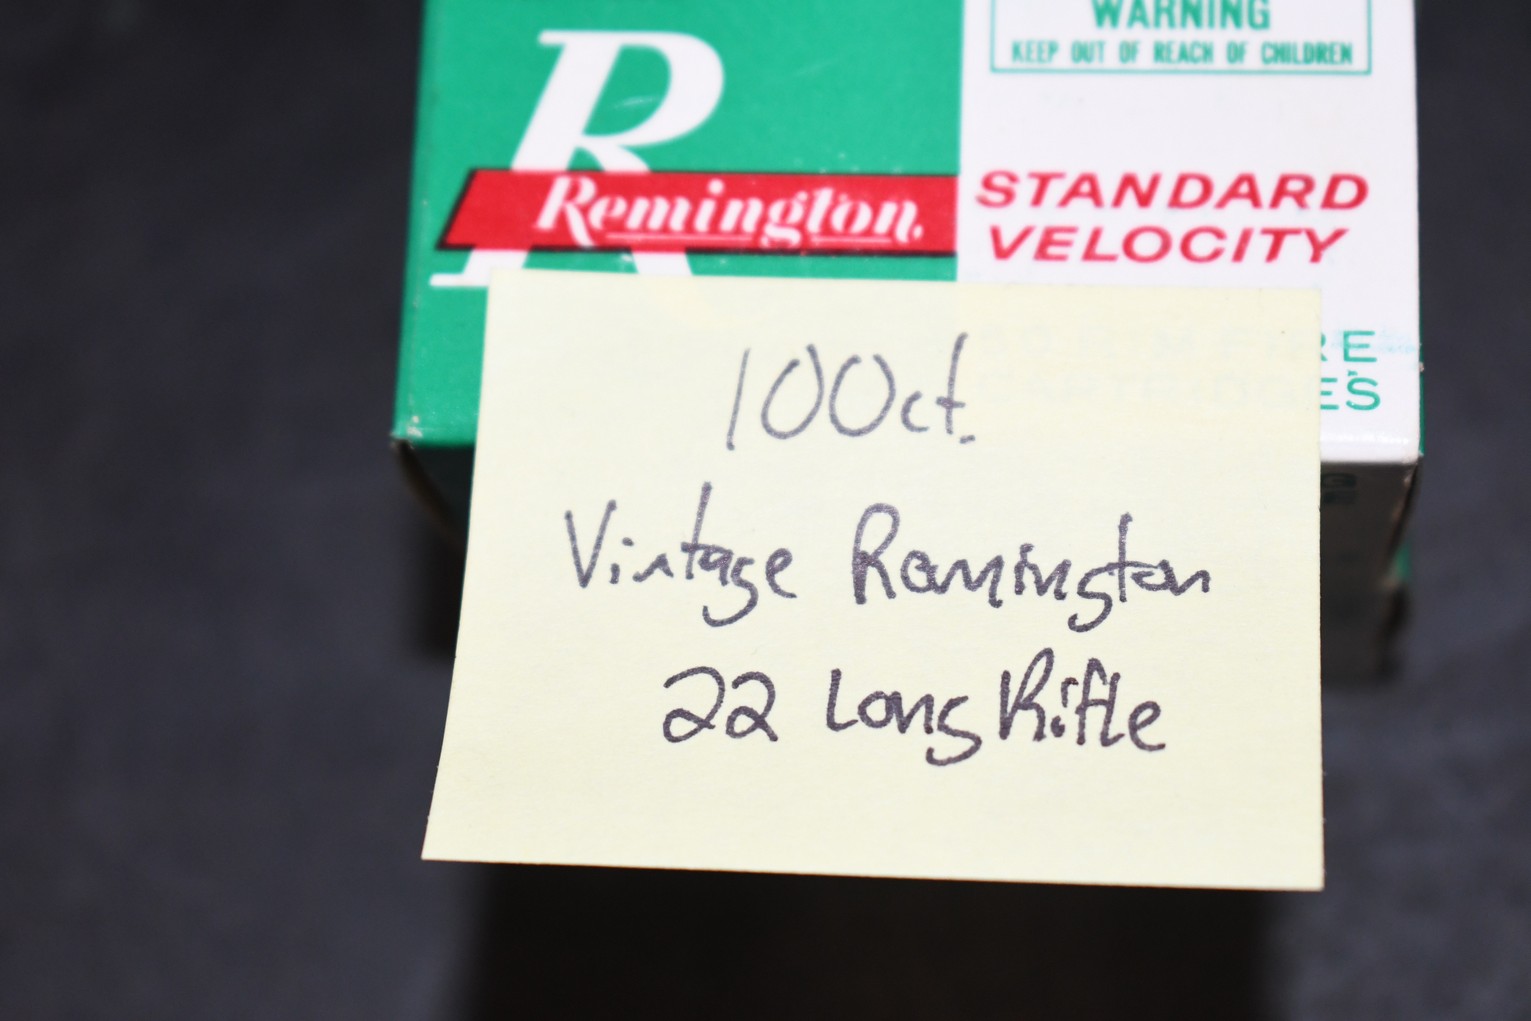 WARNING
KEEP OUT OF REACH OF CHILDREN
R
Remington
STANDARD
VELOCITY
100ct.
Vintage Remington
22 Long Rifle